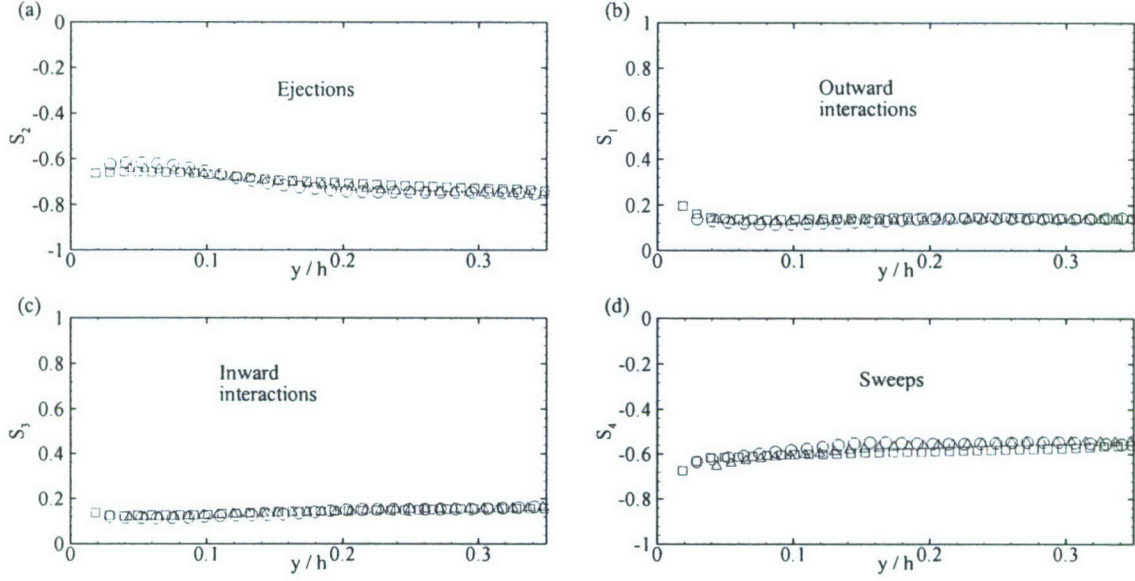 (a)
0
-0.2
-0.4
-0.6
-0.8
-1
S2
Ejections
0
0.1
0.2
0.3
y / h
(b)
1
0.8
0.6
0.4
0.2
0
S1
Outward
interactions
0
0.1
0.2
0.3
y / h
(c)
1
0.8
0.6
0.4
0.2
0
S3
Inward
interactions
0
0.1
0.2
0.3
y / h
(d)
0
-0.2
-0.4
-0.6
-0.8
-1
S4
Sweeps
0
0.1
0.2
0.3
y / h